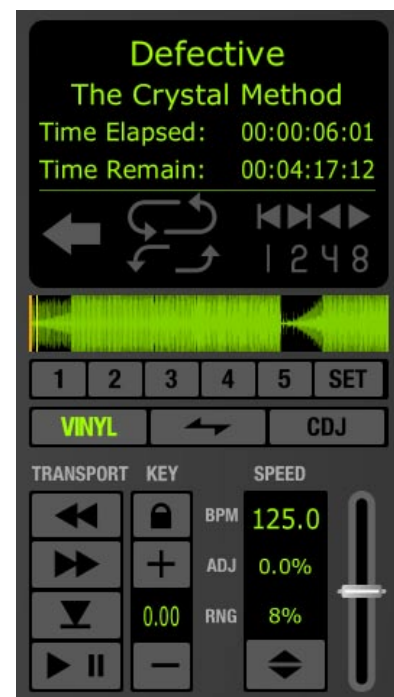 Defective
The Crystal Method
Time Elapsed: 00:00:06:01
Time Remain: 00:04:17:12
1 2 4 8
1 2 3 4 5 SET
VINYL CDJ
TRANSPORT KEY SPEED
BPM 125.0
ADJ 0.0%
0.00 RNG 8%